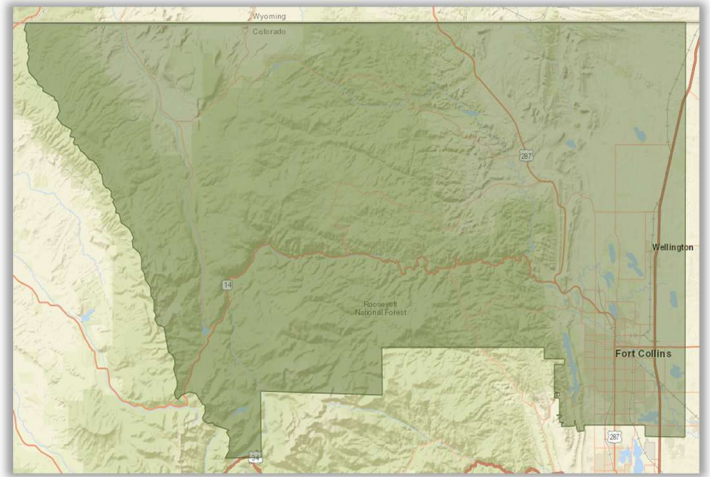 Wyoming
Colorado
287
Wellington
14
Roosevelt
National Forest
Fort Collins
287
34